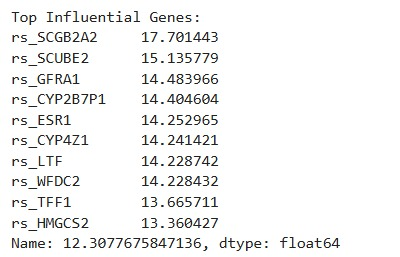 Top Influential Genes:
rs_SCGB2A2 17.701443
rs_SCUBE2 15.135779
rs_GFRA1 14.483966
rs_CYP2B7P1 14.404604
rs_ESR1 14.252965
rs_CYP4Z1 14.241421
rs_LTF 14.228742
rs_WFDC2 14.228432
rs_TFF1 13.665711
rs_HMGCS2 13.360427
Name: 12.3077675847136, dtype: float64